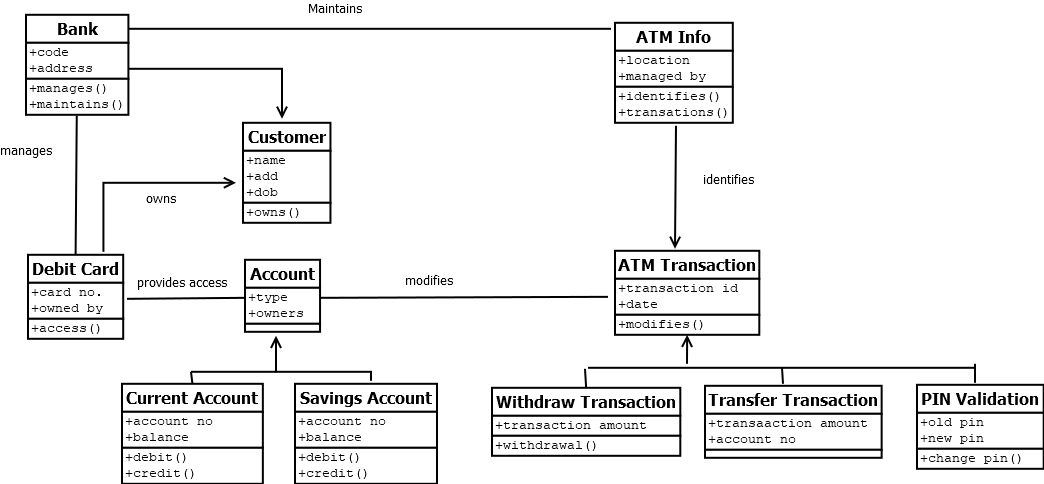 Maintains
Bank
+code
+address
+manages()
+maintains()
ATM Info
+location
+managed by
+identifies()
+transations()
manages
Customer
+name
+add
+dob
+owns()
owns
identifies
Debit Card
+card no.
+owned by
+access()
provides access
Account
+type
+owners
modifies
ATM Transaction
+transaction id
+date
+modifies()
Current Account
+account no
+balance
+debit()
+credit()
Savings Account
+account no
+balance
+debit()
+credit()
Withdraw Transaction
+transaction amount
+withdrawal()
Transfer Transaction
+transaaction amount
+account no
PIN Validation
+old pin
+new pin
+change pin()